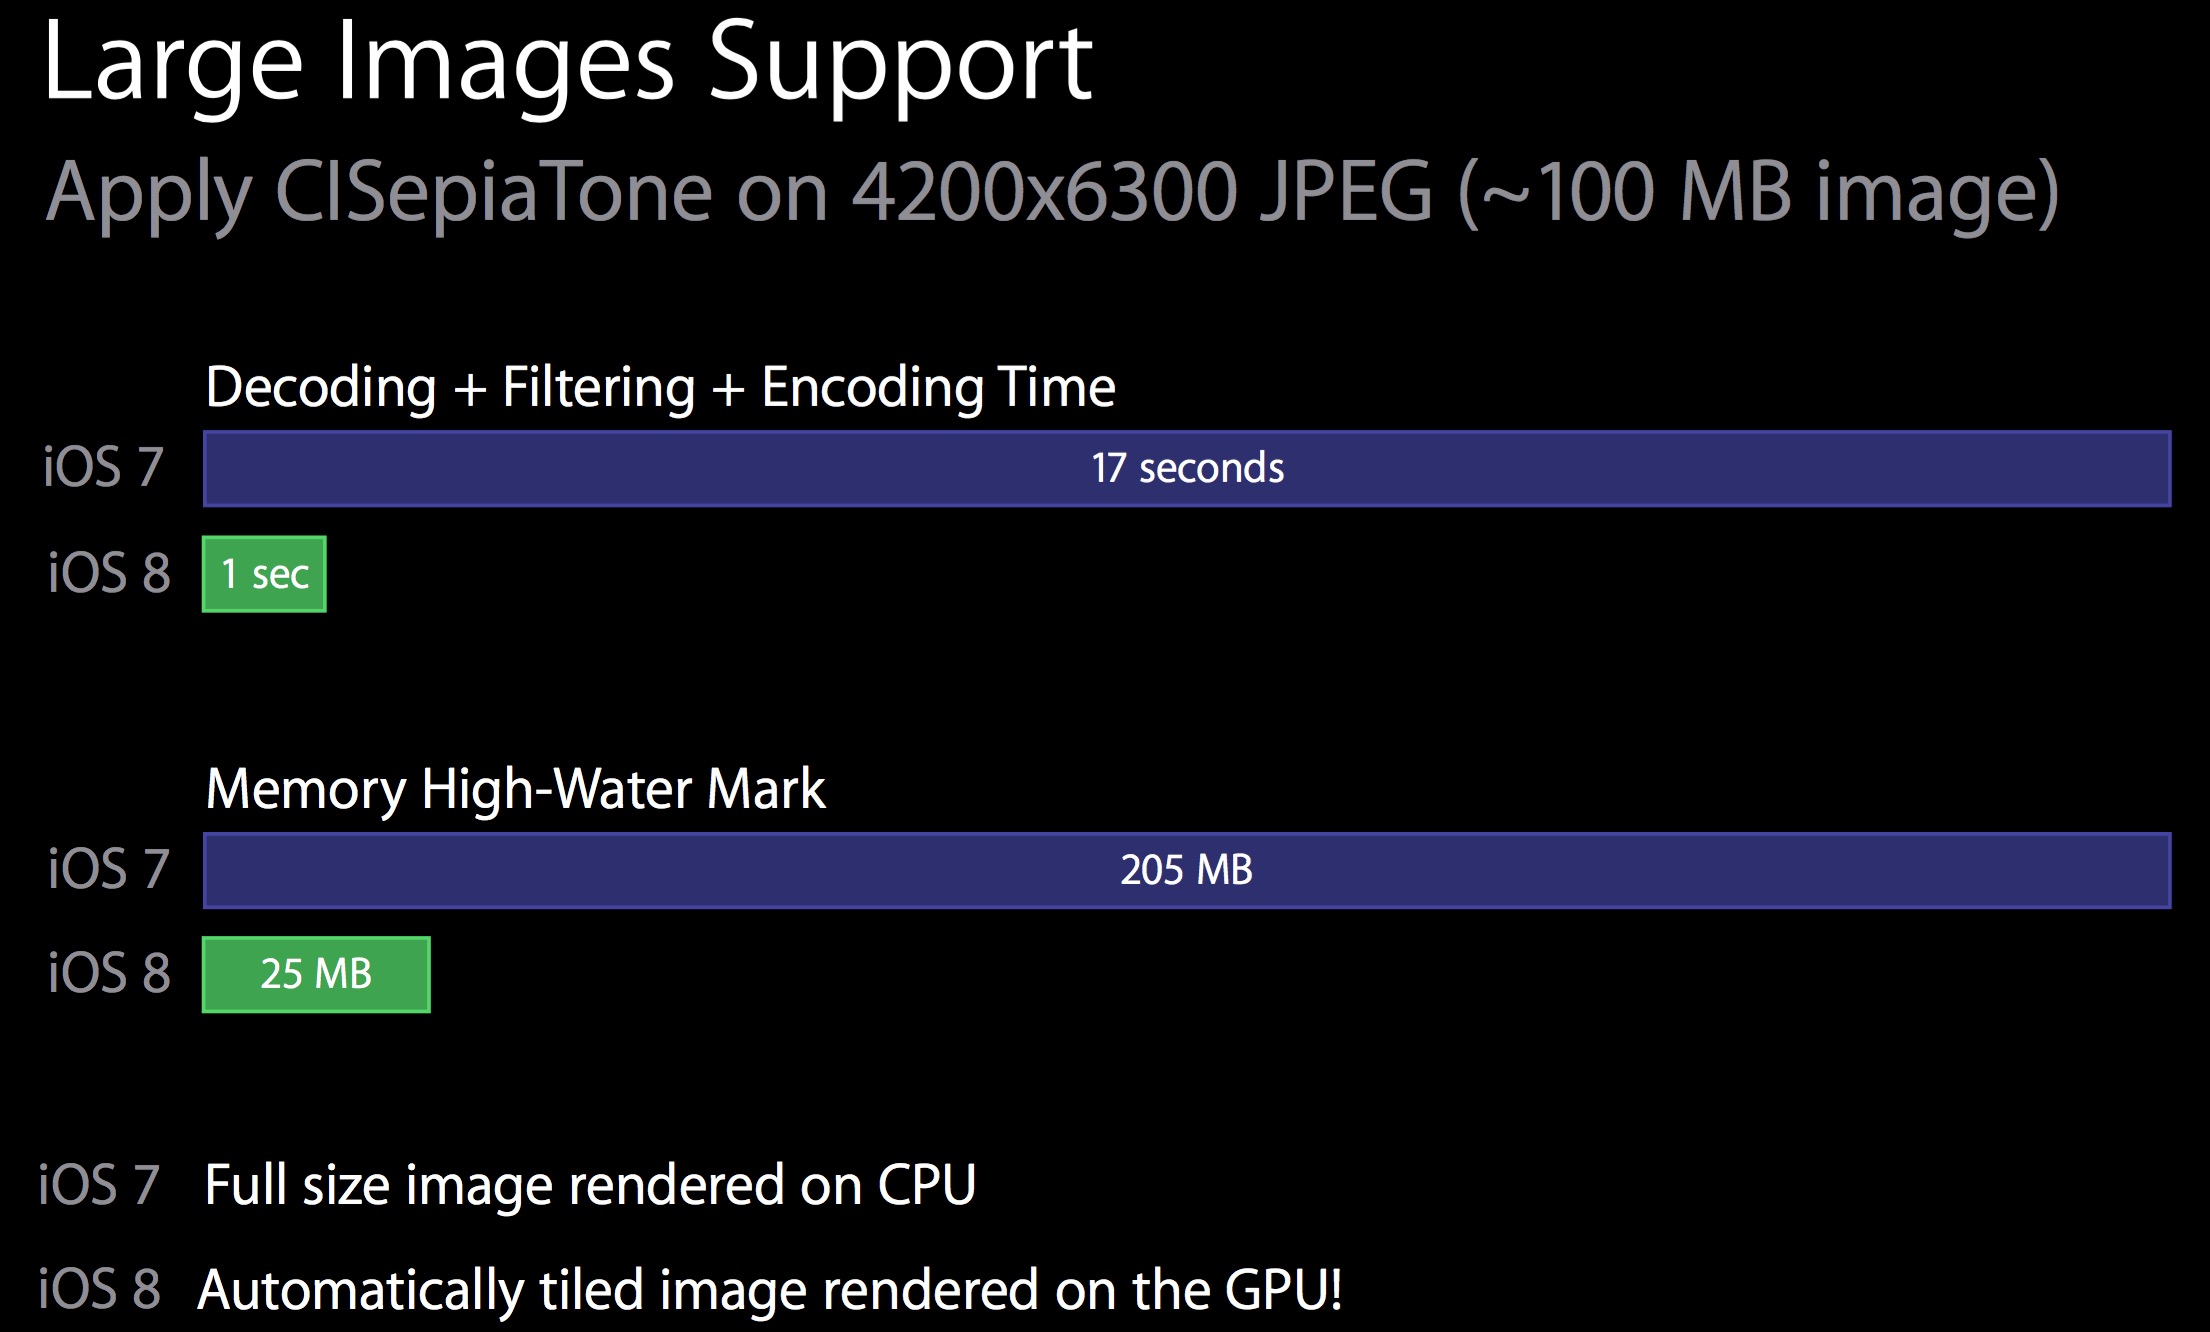 Large Images Support
Apply CISepiaTone on 4200x6300 JPEG (~100 MB image)
Decoding + Filtering + Encoding Time
iOS 7 17 seconds
iOS 8 1 sec
Memory High-Water Mark
iOS 7 205 MB
iOS 8 25 MB
iOS 7 Full size image rendered on CPU
iOS 8 Automatically tiled image rendered on the GPU!